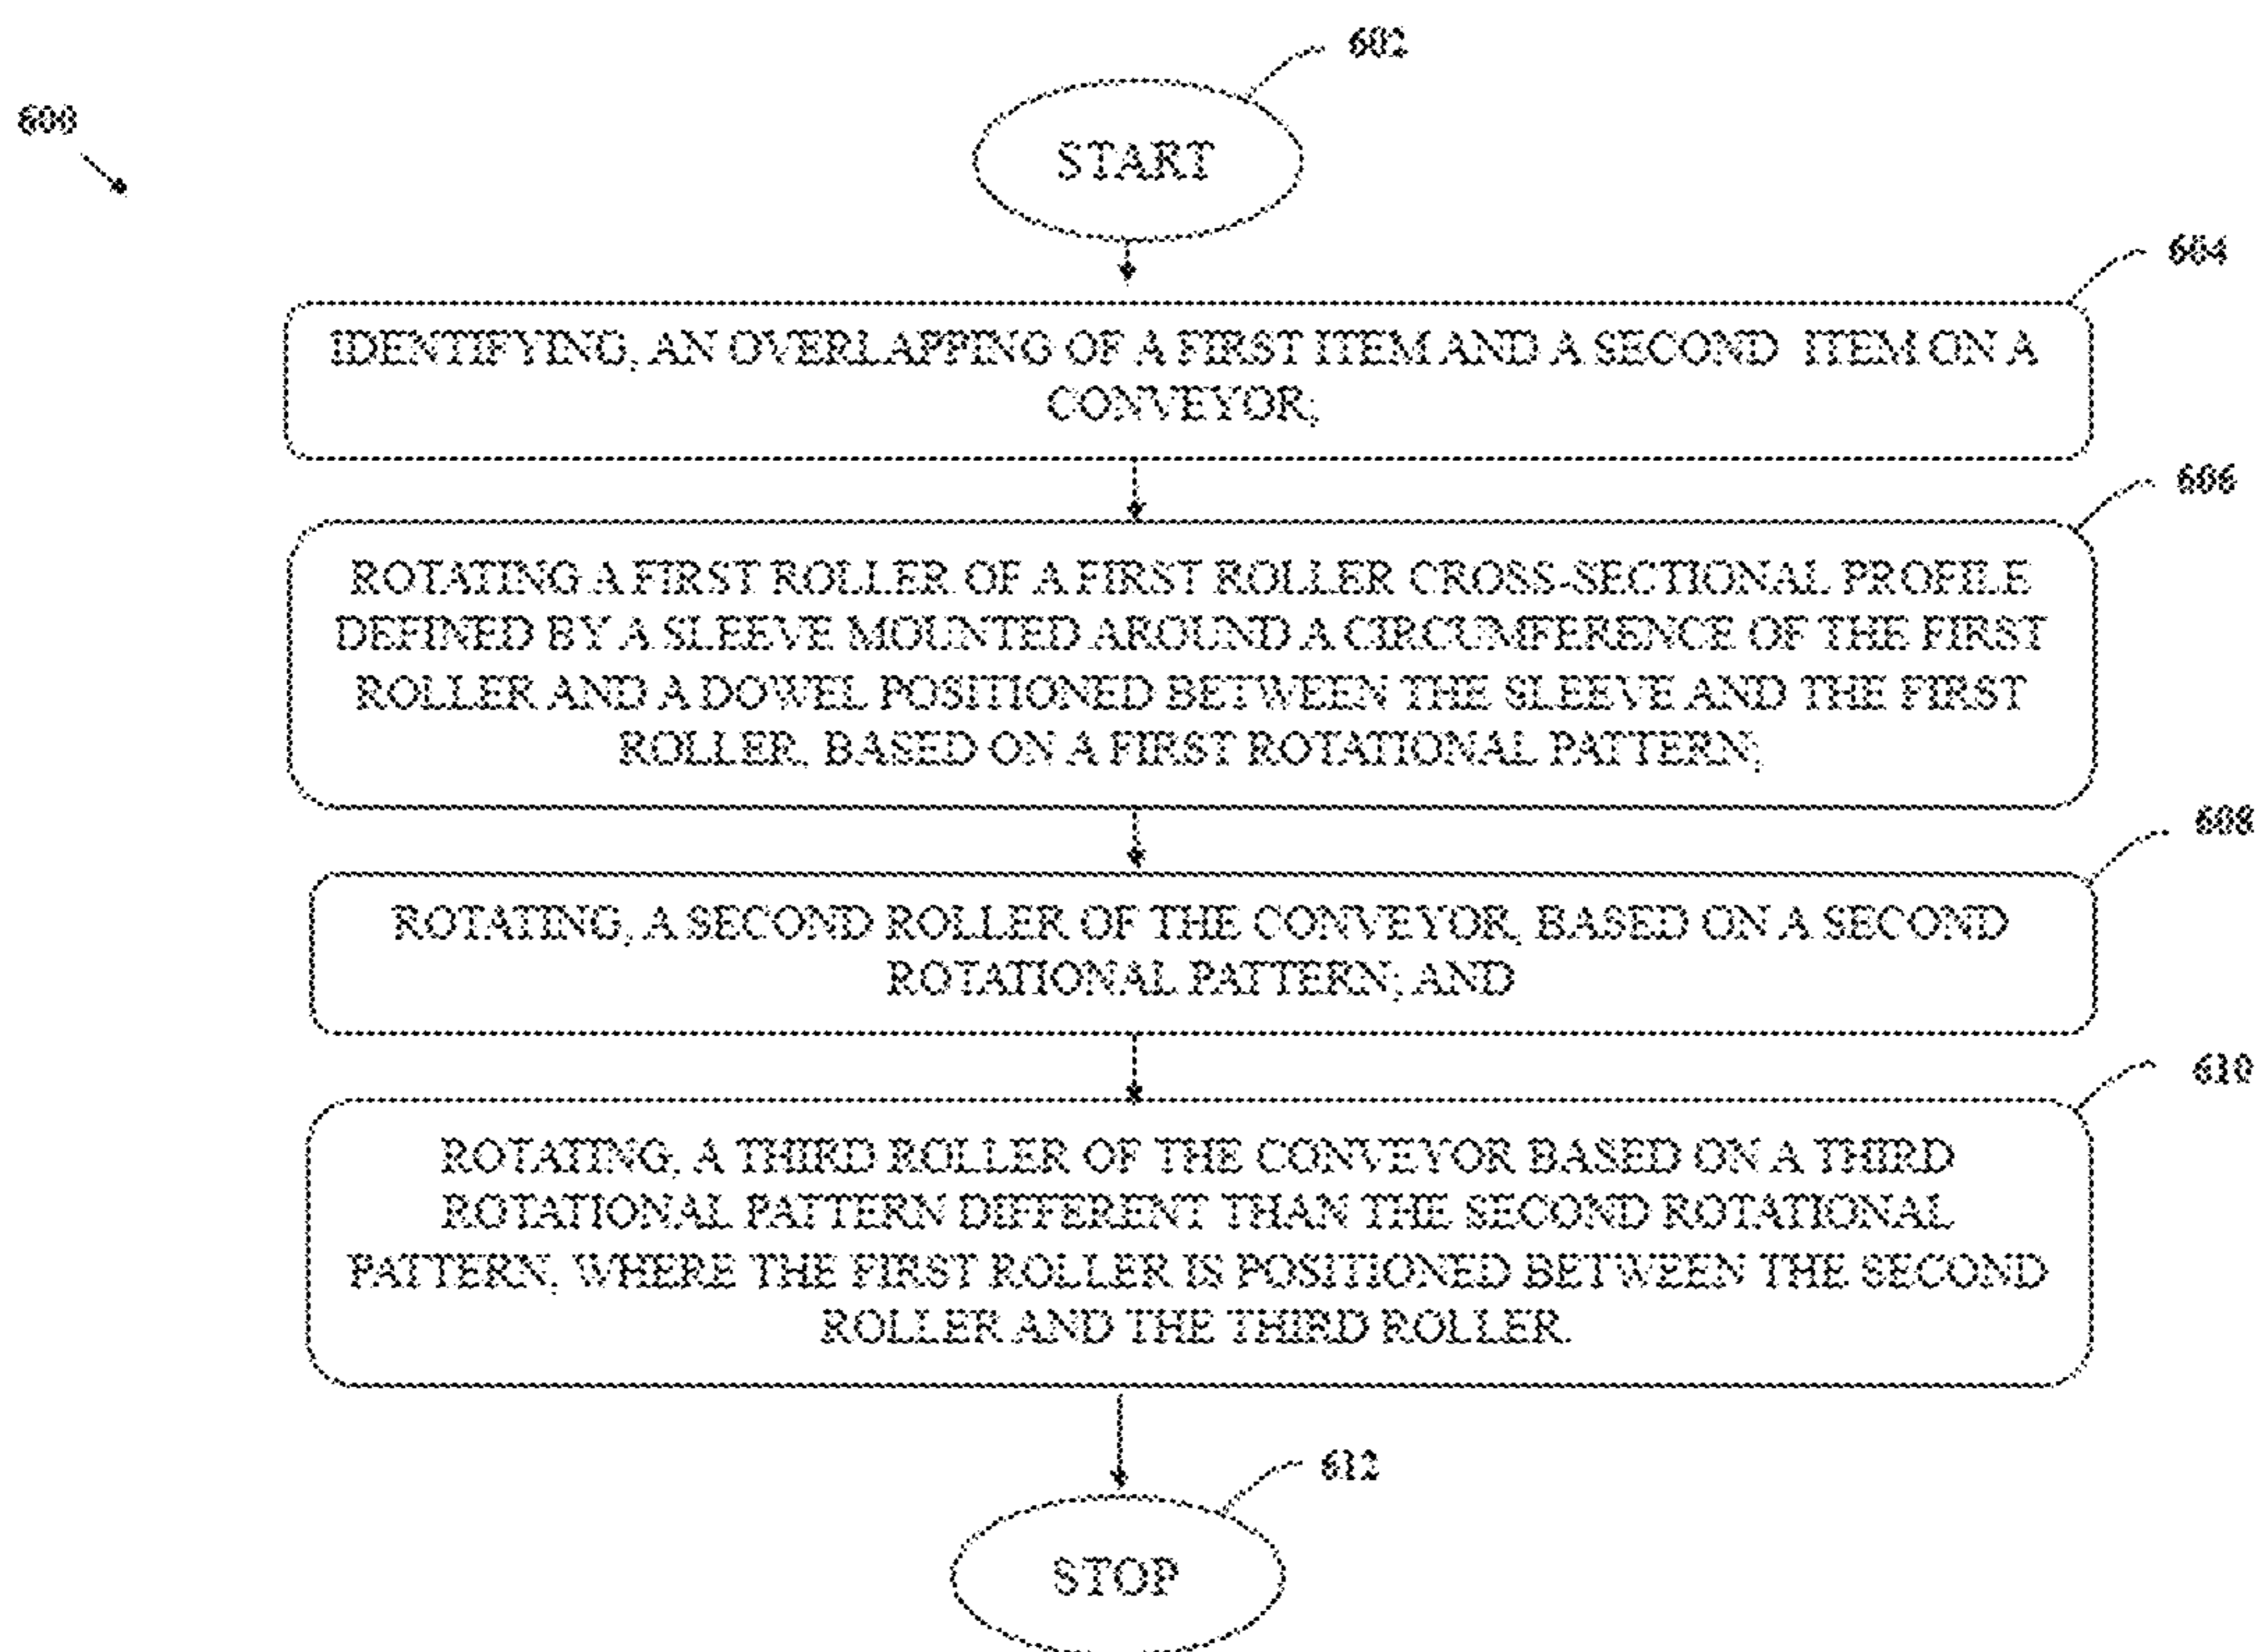 602
600
START
604
IDENTIFYING, AN OVERLAPPING OF A FIRST ITEM AND A SECOND ITEM ON A
CONVEYOR;
606
ROTATING A FIRST ROLLER OF A FIRST ROLLER CROSS-SECTIONAL PROFILE
DEFINED BY A SLEEVE MOUNTED AROUND A CIRCUMFERENCE OF THE FIRST
ROLLER AND A DOWEL POSITIONED BETWEEN THE SLEEVE AND THE FIRST
ROLLER, BASED ON A FIRST ROTATIONAL PATTERN;
608
ROTATING, A SECOND ROLLER OF THE CONVEYOR, BASED ON A SECOND
ROTATIONAL PATTERN; AND
610
ROTATING, A THIRD ROLLER OF THE CONVEYOR BASED ON A THIRD
ROTATIONAL PATTERN DIFFERENT THAN THE SECOND ROTATIONAL
PATTERN, WHERE THE FIRST ROLLER IS POSITIONED BETWEEN THE SECOND
ROLLER AND THE THIRD ROLLER.
612
STOP